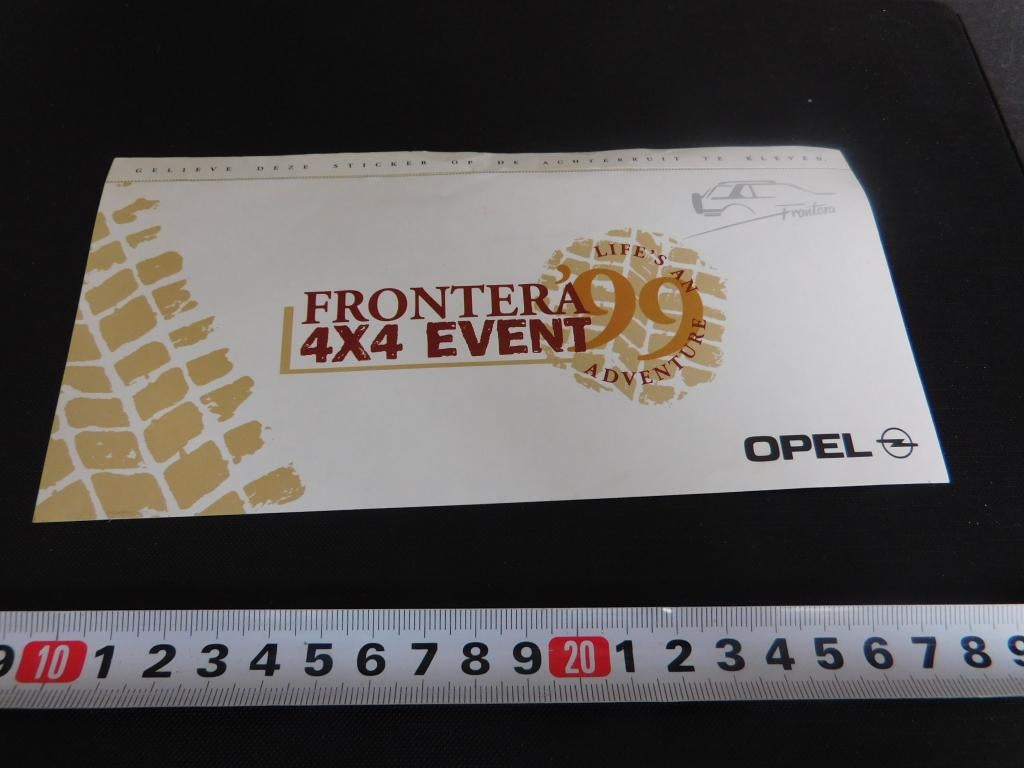 GELIEVE DEZE STICKER OP DE ACHTERRUIT TE KLEVEN.
Frontera
LIFE'S AN ADVENTURE
FRONTERA '99
4X4 EVENT
OPEL
9 10 1 2 3 4 5 6 7 8 9 20 1 2 3 4 5 6 7 8 9